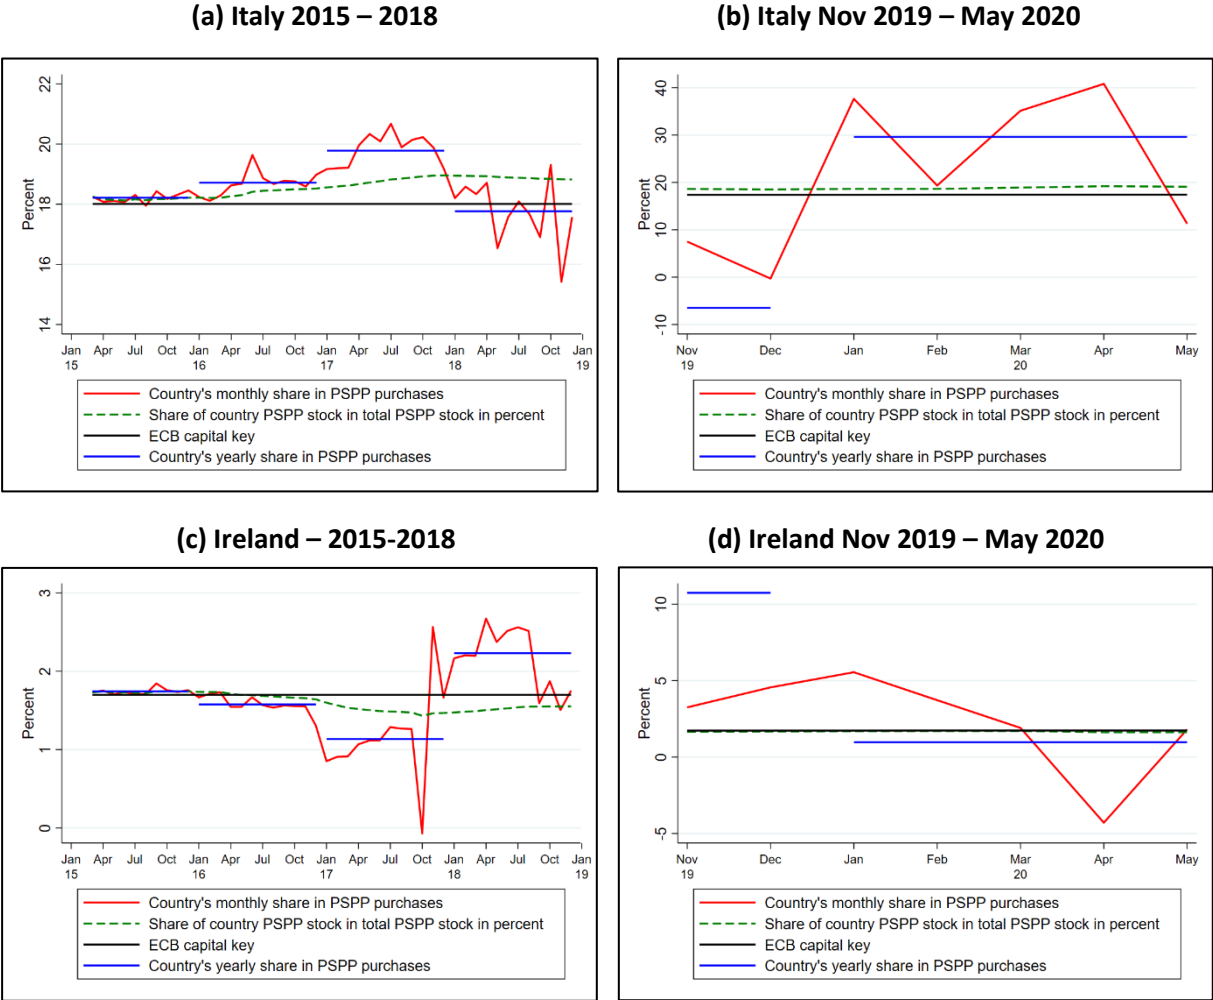 (a) Italy 2015 – 2018
22
20
18
16
14
Percent
Jan Apr Jul Oct Jan Apr Jul Oct Jan Apr Jul Oct Jan Apr Jul Oct Jan
15 16 17 18 19
Country's monthly share in PSPP purchases
Share of country PSPP stock in total PSPP stock in percent
ECB capital key
Country's yearly share in PSPP purchases
(b) Italy Nov 2019 – May 2020
40
30
20
10
0
-10
Percent
Nov Dec Jan Feb Mar Apr May
19 20
Country's monthly share in PSPP purchases
Share of country PSPP stock in total PSPP stock in percent
ECB capital key
Country's yearly share in PSPP purchases
(c) Ireland – 2015-2018
3
2
1
0
Percent
Jan Apr Jul Oct Jan Apr Jul Oct Jan Apr Jul Oct Jan Apr Jul Oct Jan
15 16 17 18 19
Country's monthly share in PSPP purchases
Share of country PSPP stock in total PSPP stock in percent
ECB capital key
Country's yearly share in PSPP purchases
(d) Ireland Nov 2019 – May 2020
10
5
0
-5
Percent
Nov Dec Jan Feb Mar Apr May
19 20
Country's monthly share in PSPP purchases
Share of country PSPP stock in total PSPP stock in percent
ECB capital key
Country's yearly share in PSPP purchases